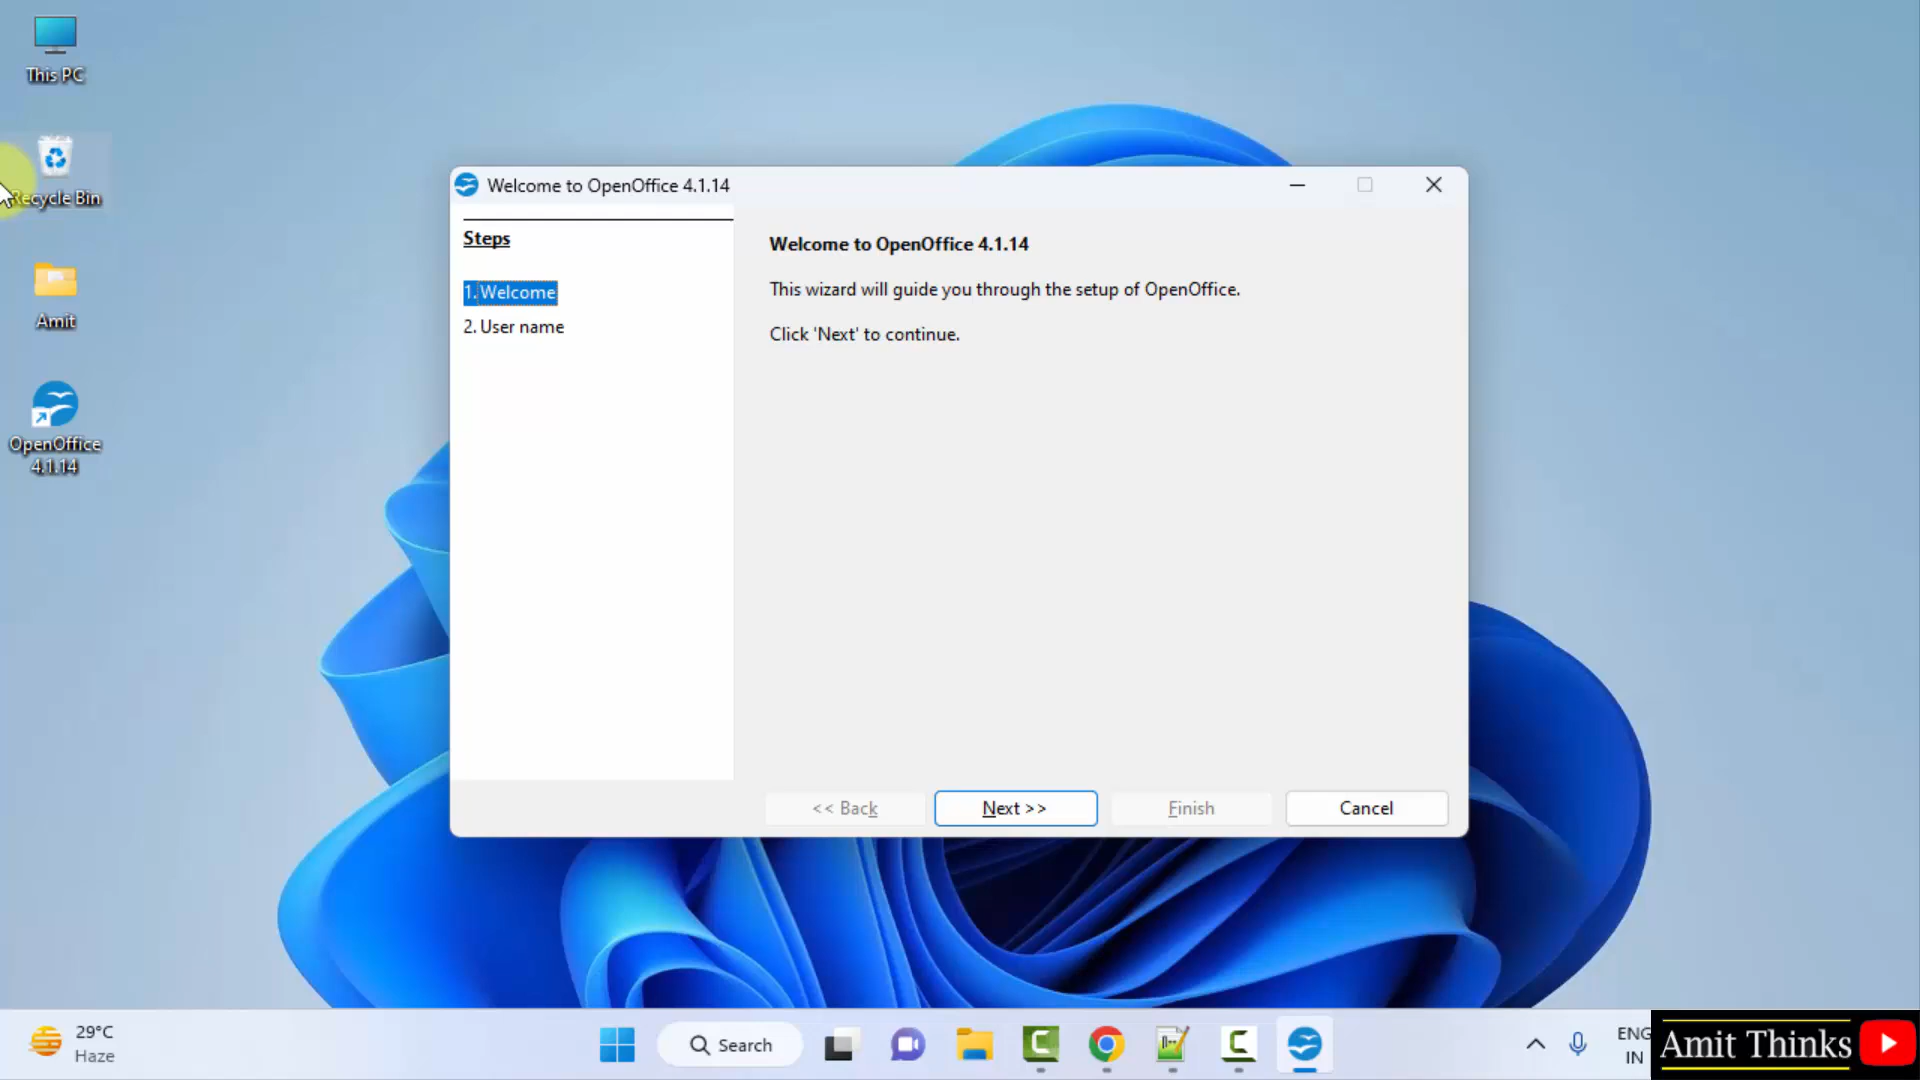 This PC
Recycle Bin
Amit
OpenOffice
4.1.14
Welcome to OpenOffice 4.1.14
Steps
1. Welcome
2. User name
Welcome to OpenOffice 4.1.14
This wizard will guide you through the setup of OpenOffice.
Click 'Next' to continue.
<< Back
Next >>
Finish
Cancel
29°C
Haze
Search
ENG
IN
Amit Thinks